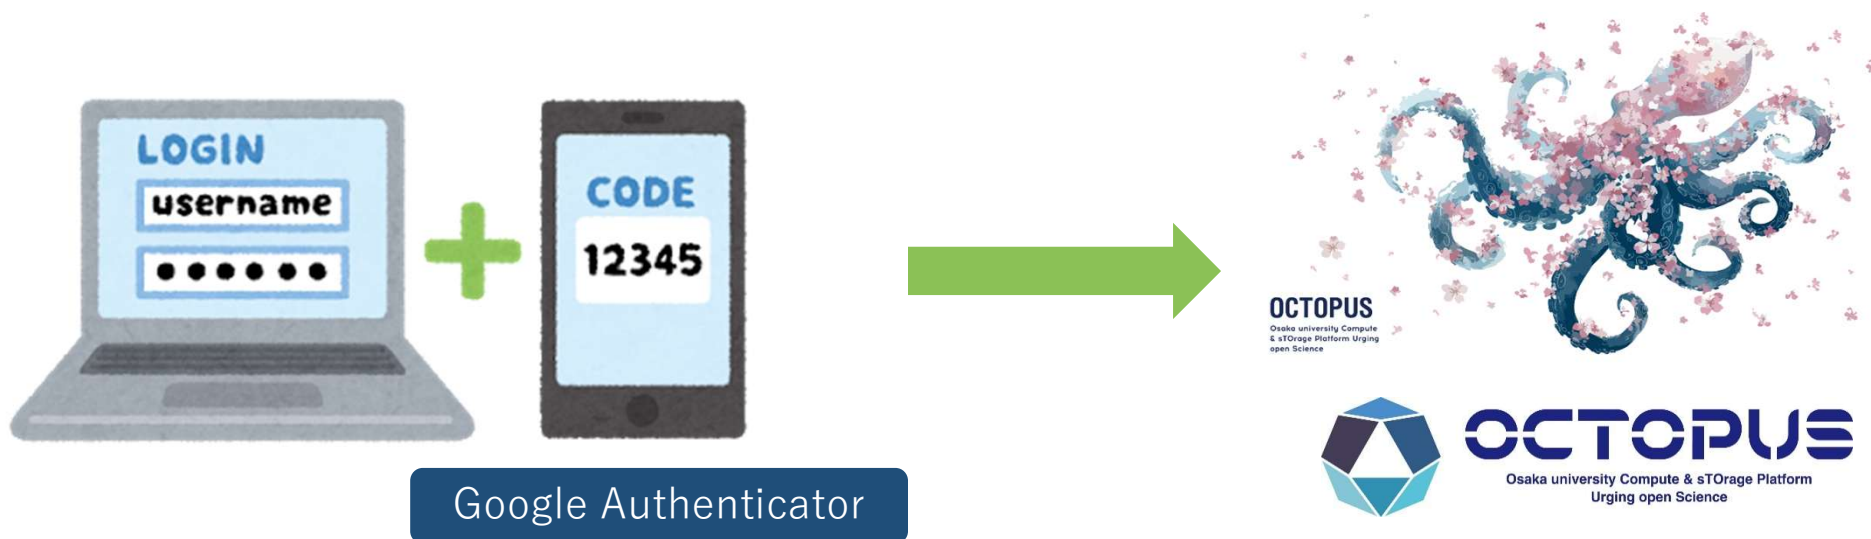 LOGIN
username
CODE
12345
Google Authenticator
OCTOPUS
Osaka university Compute
& sTOrage Platform Urging
open Science
OCTOPUS
Osaka university Compute & sTOrage Platform
Urging open Science